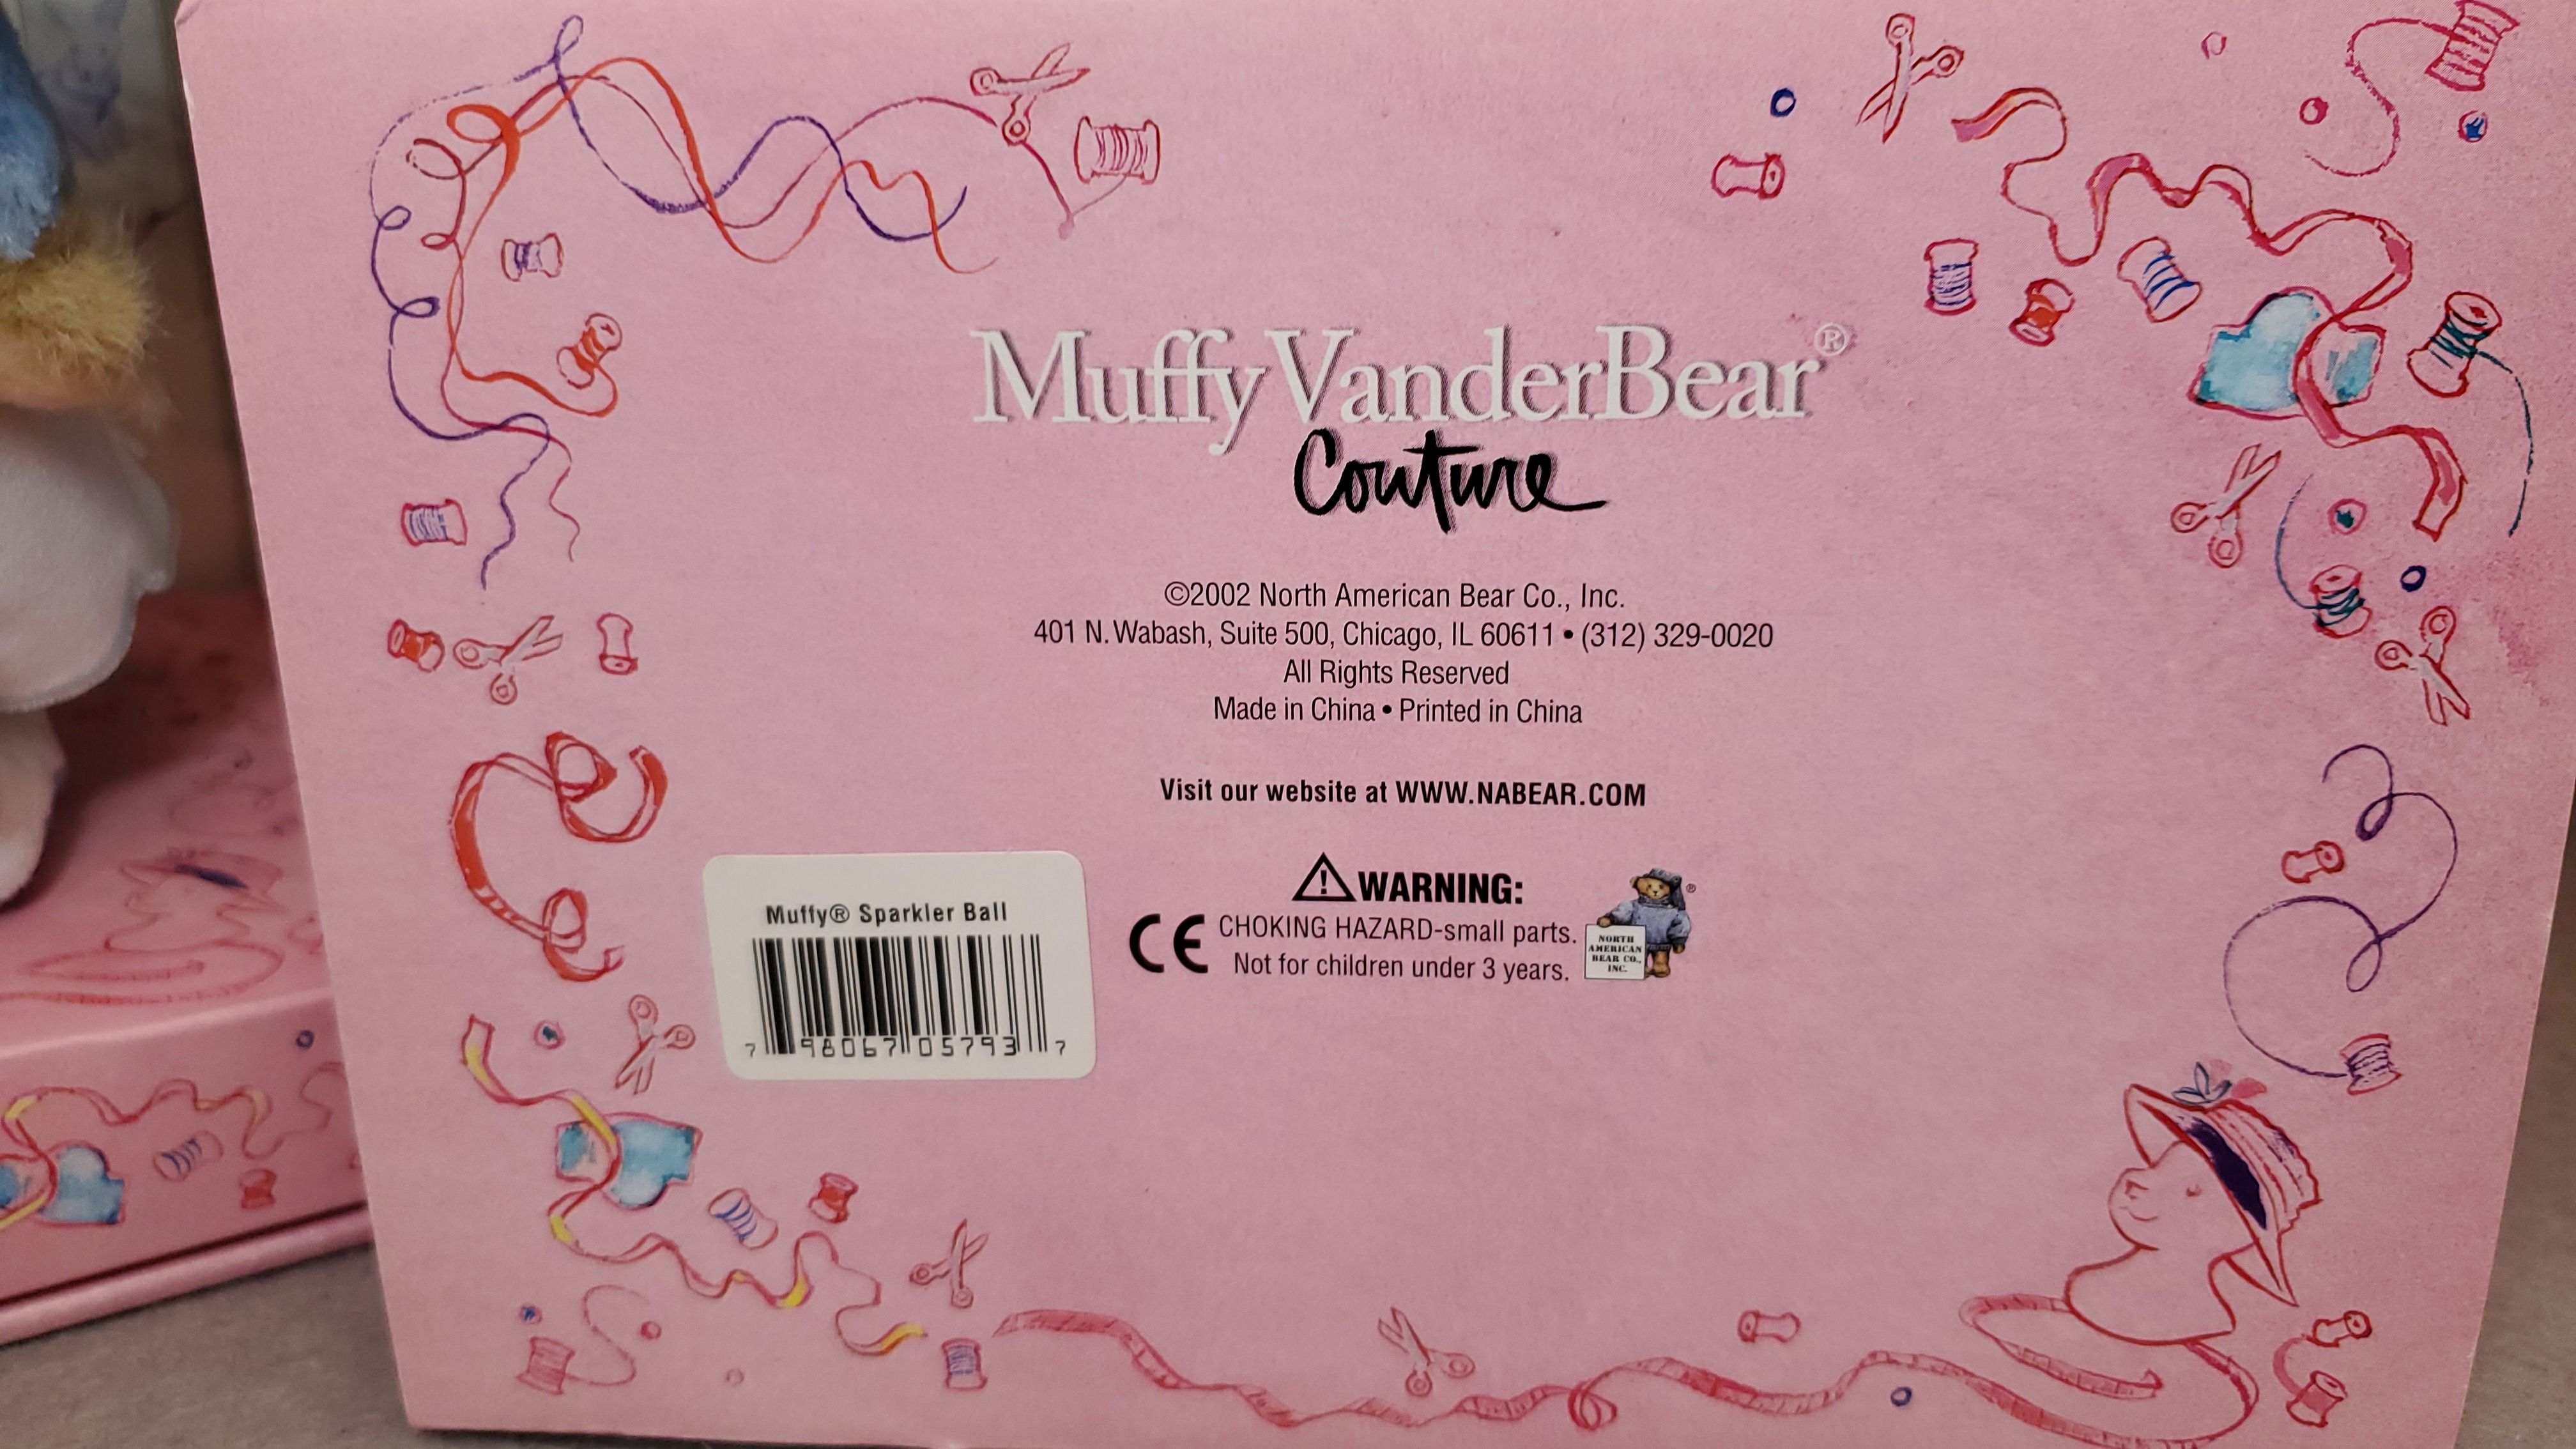 Muffy VanderBear®
Couture
©2002 North American Bear Co., Inc.
401 N. Wabash, Suite 500, Chicago, IL 60611 • (312) 329-0020
All Rights Reserved
Made in China • Printed in China
Visit our website at WWW.NABEAR.COM
Muffy® Sparkler Ball
7 98067 05793 7
⚠WARNING:
CE CHOKING HAZARD-small parts.
Not for children under 3 years.
®
NORTH
AMERICAN
BEAR CO.,
INC.